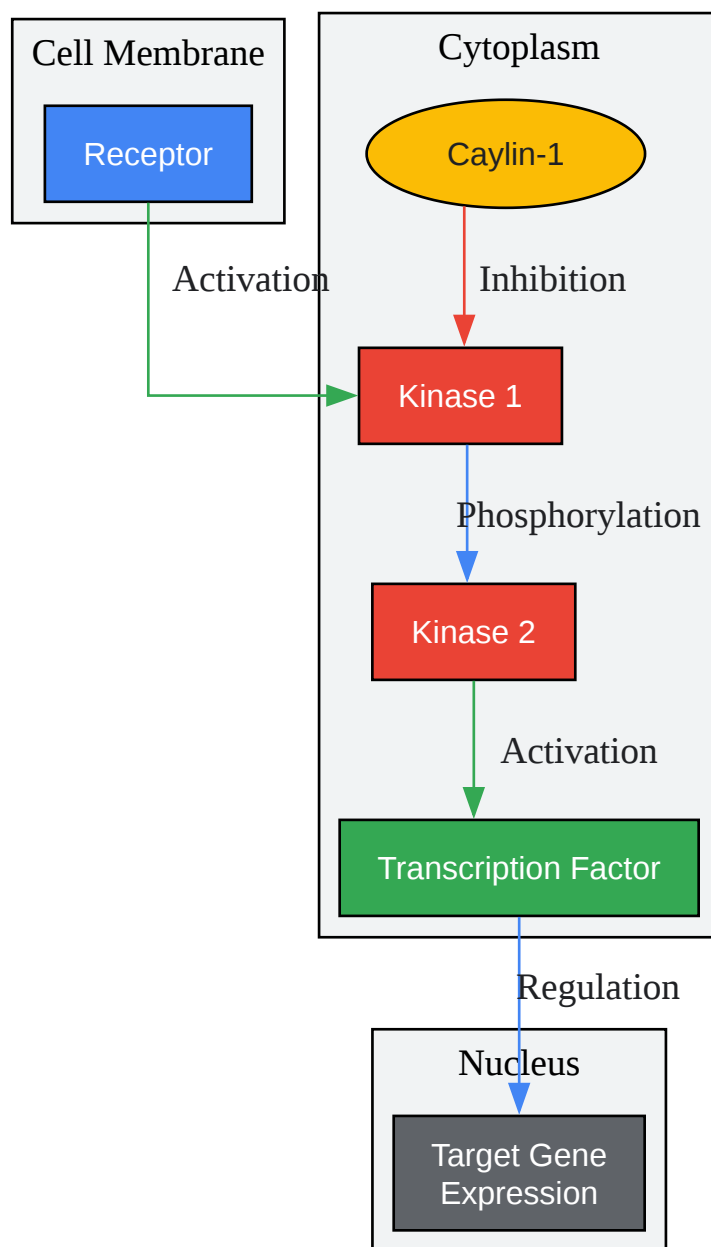 Cell Membrane
Cytoplasm
Receptor
Caylin-1
Activation
Inhibition
Kinase 1
Phosphorylation
Kinase 2
Activation
Transcription Factor
Regulation
Nucleus
Target Gene
Expression